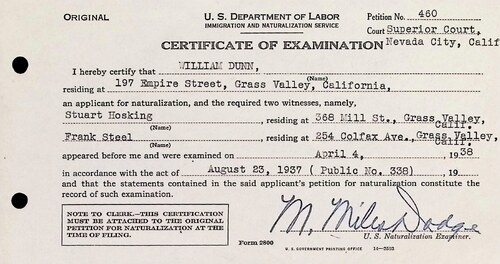 ORIGINAL
U. S. DEPARTMENT OF LABOR
IMMIGRATION AND NATURALIZATION SERVICE
Petition No. 460
Court Superior Court,
Nevada City, Calif
CERTIFICATE OF EXAMINATION
I hereby certify that WILLIAM DUNN,
(Name)
residing at 197 Empire Street, Grass Valley, California,
an applicant for naturalization, and the required two witnesses, namely,
Stuart Hosking, residing at 368 Mill St., Grass Valley, Calif.
(Name)
Frank Steel, residing at 254 Colfax Ave., Grass Valley, Calif.
(Name)
appeared before me and were examined on April 4, 1938
in accordance with the act of August 23, 1937 ( Public No. 338) 19
and that the statements contained in the said applicant's petition for naturalization constitute the
record of such examination.
NOTE TO CLERK.—THIS CERTIFICATION
MUST BE ATTACHED TO THE ORIGINAL
PETITION FOR NATURALIZATION AT THE
TIME OF FILING.
M. Miles Dodge
U. S. Naturalization Examiner.
Form 2800
U. S. GOVERNMENT PRINTING OFFICE